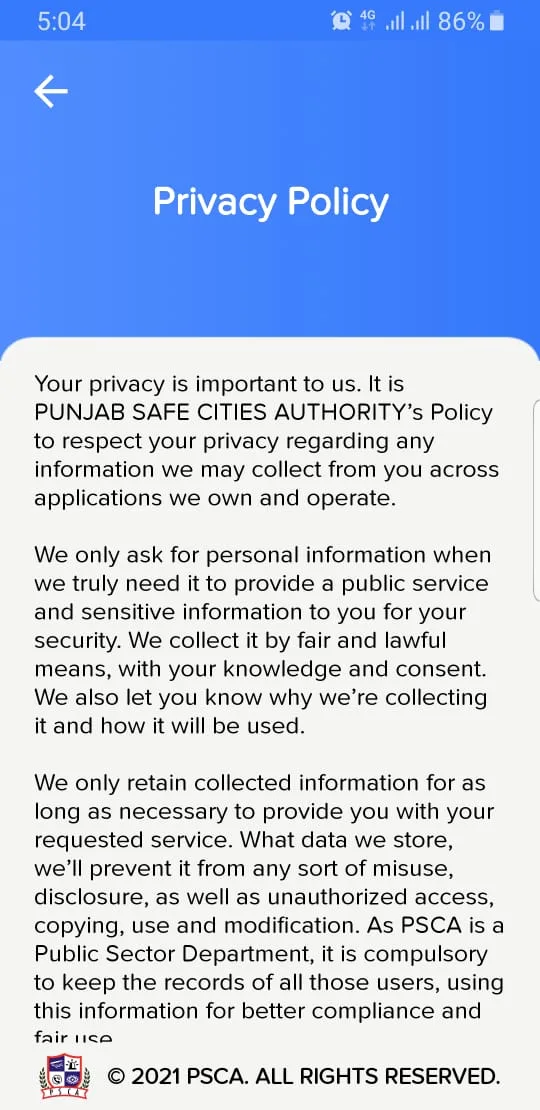 5:04 4G 86%
Privacy Policy
Your privacy is important to us. It is
PUNJAB SAFE CITIES AUTHORITY’s Policy
to respect your privacy regarding any
information we may collect from you across
applications we own and operate.
We only ask for personal information when
we truly need it to provide a public service
and sensitive information to you for your
security. We collect it by fair and lawful
means, with your knowledge and consent.
We also let you know why we’re collecting
it and how it will be used.
We only retain collected information for as
long as necessary to provide you with your
requested service. What data we store,
we’ll prevent it from any sort of misuse,
disclosure, as well as unauthorized access,
copying, use and modification. As PSCA is a
Public Sector Department, it is compulsory
to keep the records of all those users, using
this information for better compliance and
fair use
PSCA
© 2021 PSCA. ALL RIGHTS RESERVED.